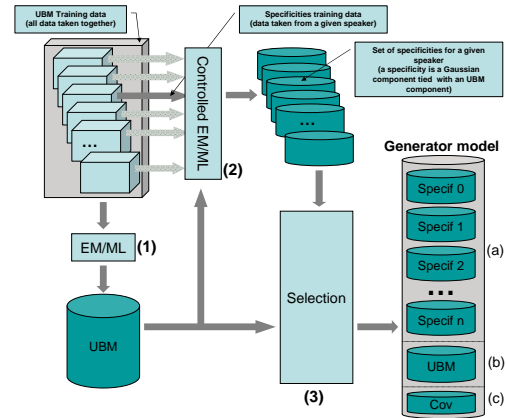 UBM Training data
(all data taken together)
Specificities training data
(data taken from a given speaker)
Set of specificities for a given
speaker
(a specificity is a Gaussian
component tied with an UBM
component)
Controlled EM/ML
(2)
...
...
Generator model
EM/ML
(1)
UBM
Selection
(3)
Specif 0
Specif 1
Specif 2
...
Specif n
(a)
UBM
(b)
Cov
(c)